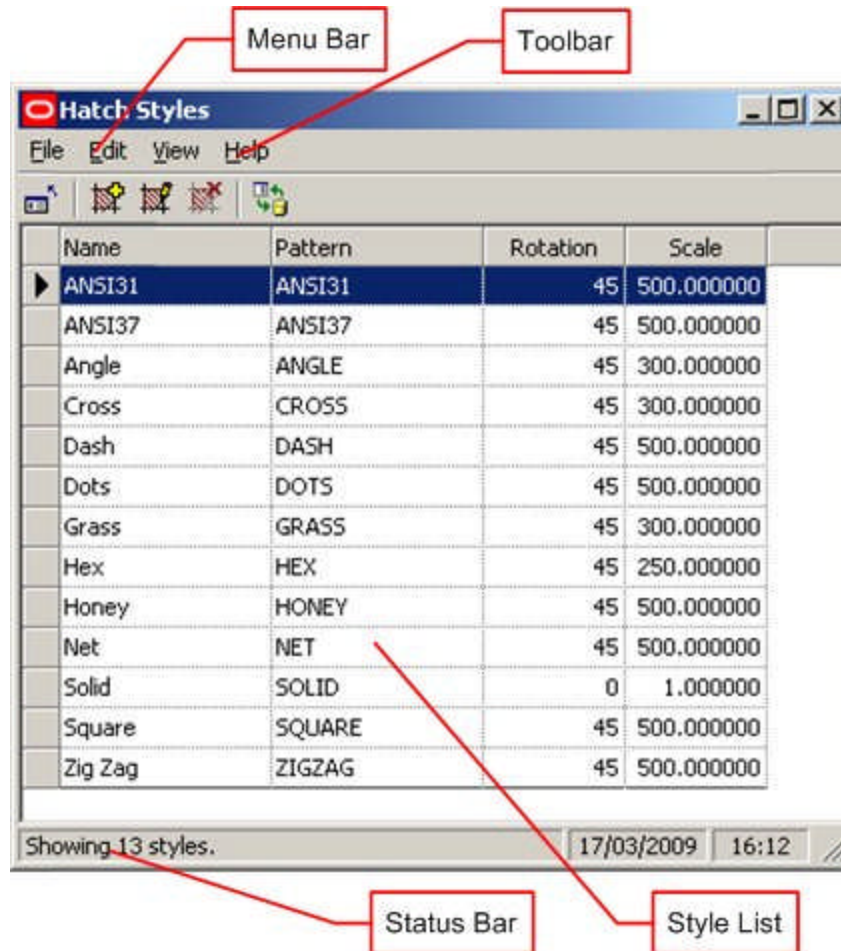 Menu Bar Toolbar
Hatch Styles
File Edit View Help
Name Pattern Rotation Scale
ANSI31 ANSI31 45 500.000000
ANSI37 ANSI37 45 500.000000
Angle ANGLE 45 300.000000
Cross CROSS 45 300.000000
Dash DASH 45 500.000000
Dots DOTS 45 500.000000
Grass GRASS 45 300.000000
Hex HEX 45 250.000000
Honey HONEY 45 500.000000
Net NET 45 500.000000
Solid SOLID 0 1.000000
Square SQUARE 45 500.000000
Zig Zag ZIGZAG 45 500.000000
Showing 13 styles. 17/03/2009 16:12
Status Bar Style List